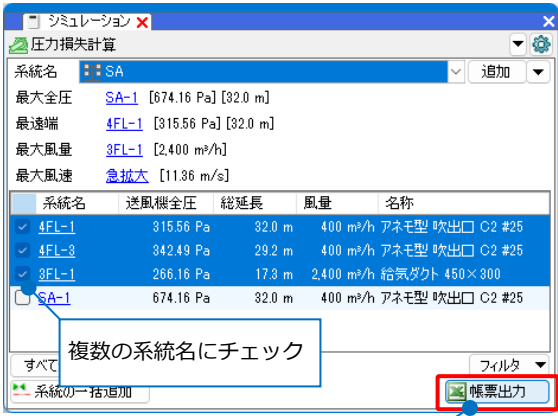 シミュレーション
圧力損失計算
系統名 SA 追加
最大全圧 SA-1 [674.16 Pa] [32.0 m]
最遠端 4FL-1 [315.56 Pa] [32.0 m]
最大風量 3FL-1 [2,400 m³/h]
最大風速 急拡大 [11.36 m/s]
系統名 送風機全圧 総延長 風量 名称
4FL-1 315.56 Pa 32.0 m 400 m³/h アネモ型 吹出口 C2 #25
4FL-3 342.49 Pa 29.2 m 400 m³/h アネモ型 吹出口 C2 #25
3FL-1 266.16 Pa 17.3 m 2,400 m³/h 給気ダクト 450×300
SA-1 674.16 Pa 32.0 m 400 m³/h アネモ型 吹出口 C2 #25
複数の系統名にチェック
すべて フィルタ
系統の一括追加 帳票出力